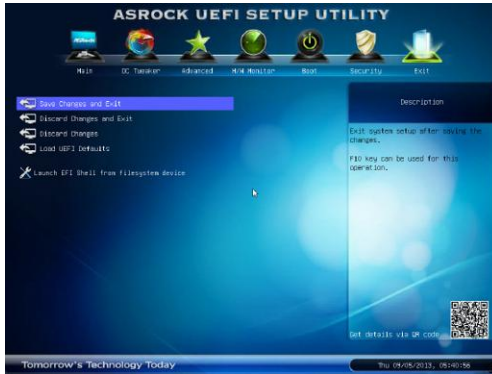 ASROCK UEFI SETUP UTILITY
Main OC Tweaker Advanced H/W Monitor Boot Security Exit
Save Changes and Exit
Discard Changes and Exit
Discard Changes
Load UEFI Defaults
Launch EFI Shell from filesystem device
Description
Exit system setup after saving the
changes.
F10 key can be used for this
operation.
Get details via QR code
Tomorrow's Technology Today
Thu 09/05/2013, 05:40:56